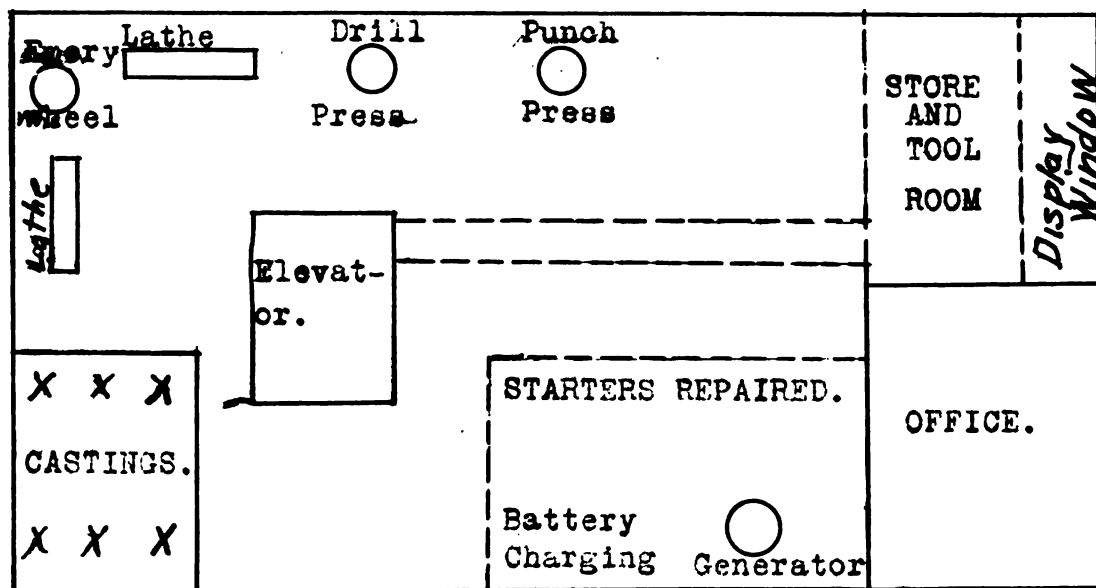 Emery
wheel
Lathe
Drill
Press
Punch
Press
STORE
AND
TOOL
ROOM
Display
Window
Lathe
Elevat-
or.
X X X
CASTINGS.
X X X
STARTERS REPAIRED.
Battery
Charging
Generator
OFFICE.